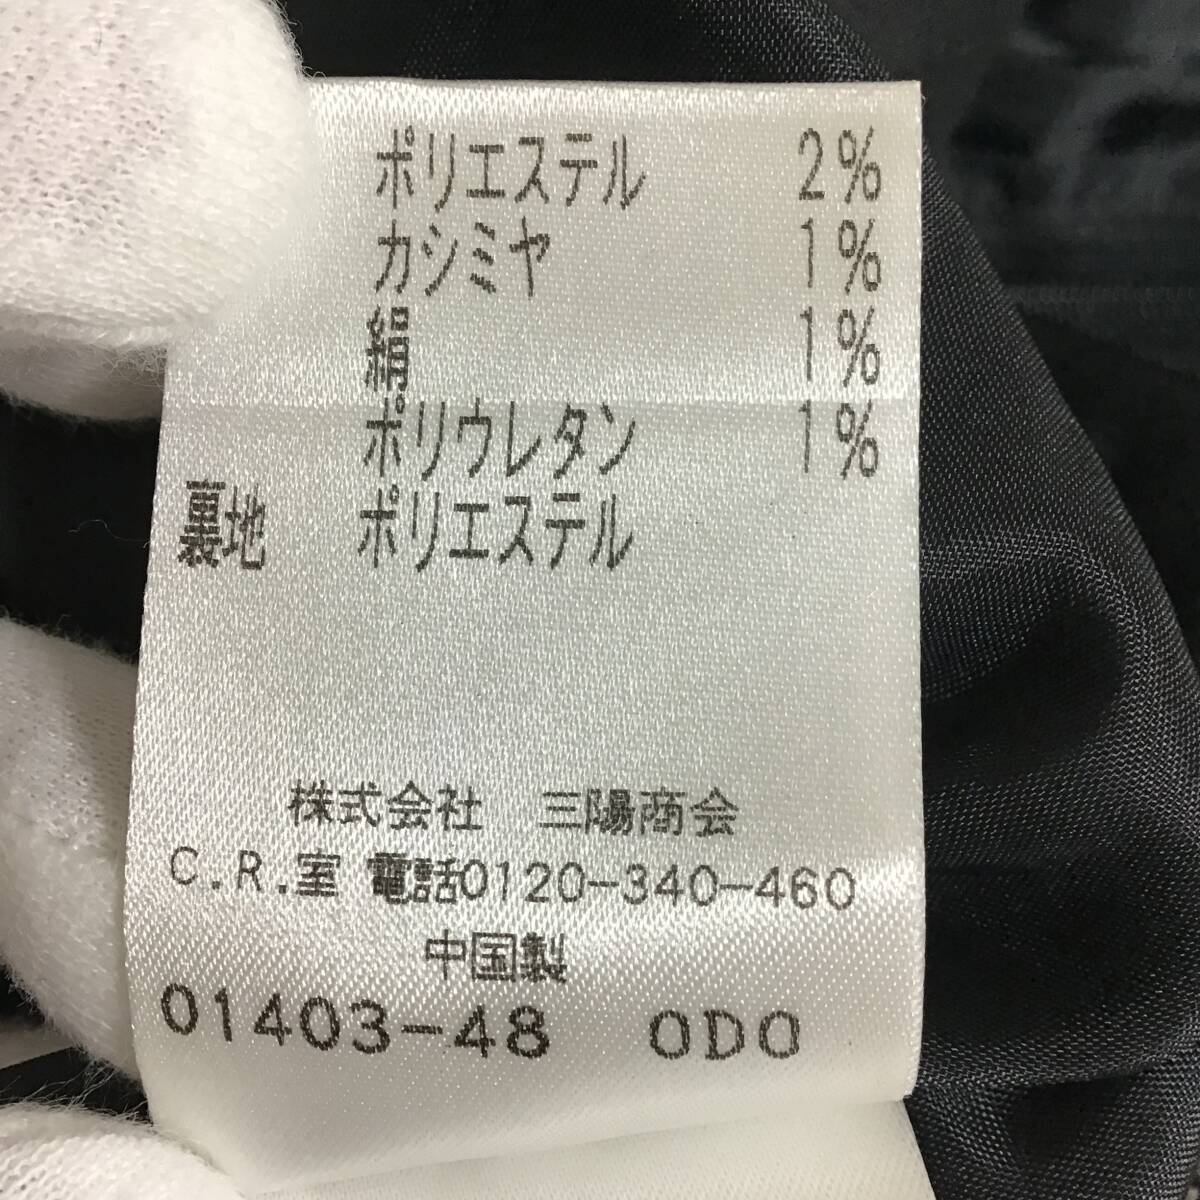 ポリエステル 2%
カシミヤ 1%
絹 1%
ポリウレタン 1%
裏地 ポリエステル
株式会社 三陽商会
C.R.室 電話0120-340-460
中国製
01403-48 ODO